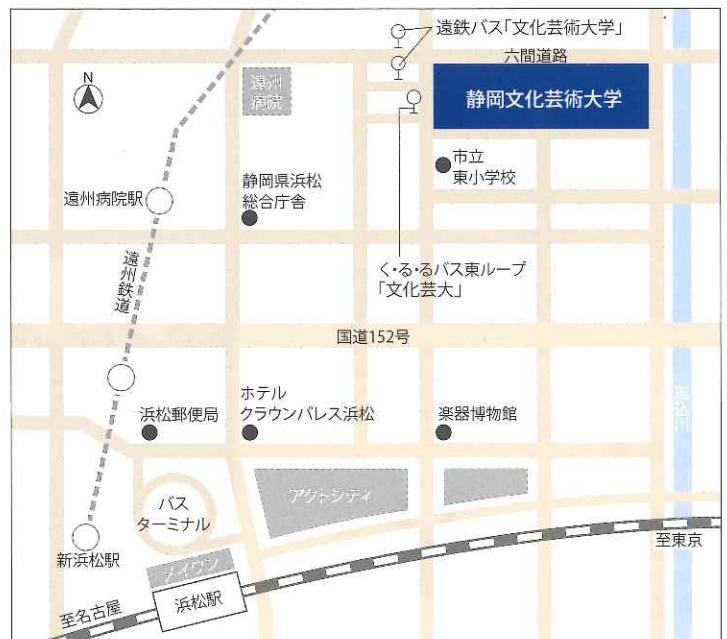 遠鉄バス「文化芸術大学」
六間道路
N
遠州
病院
静岡文化芸術大学
市立
東小学校
静岡県浜松
総合庁舎
遠州病院駅
遠州鉄道
く・る・るバス東ループ
「文化芸大」
国道152号
ホテル
クラウンパレス浜松
浜松郵便局
楽器博物館
馬込川
アクトシティ
バス
ターミナル
新浜松駅
メイワン
浜松駅
至東京
至名古屋